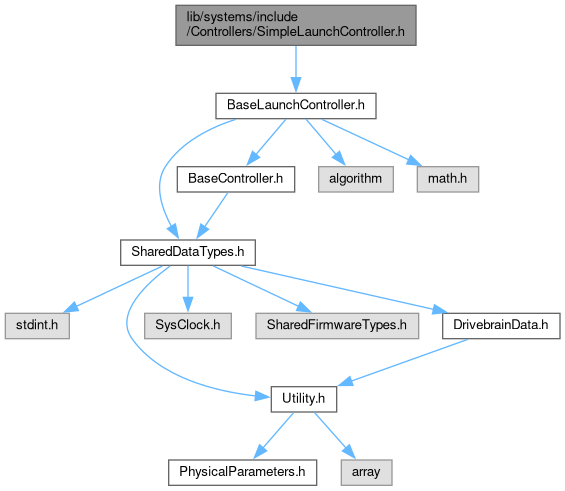 lib/systems/include
/Controllers/SimpleLaunchController.h
BaseLaunchController.h
BaseController.h
algorithm
math.h
SharedDataTypes.h
stdint.h
SysClock.h
SharedFirmwareTypes.h
DrivebrainData.h
Utility.h
PhysicalParameters.h
array